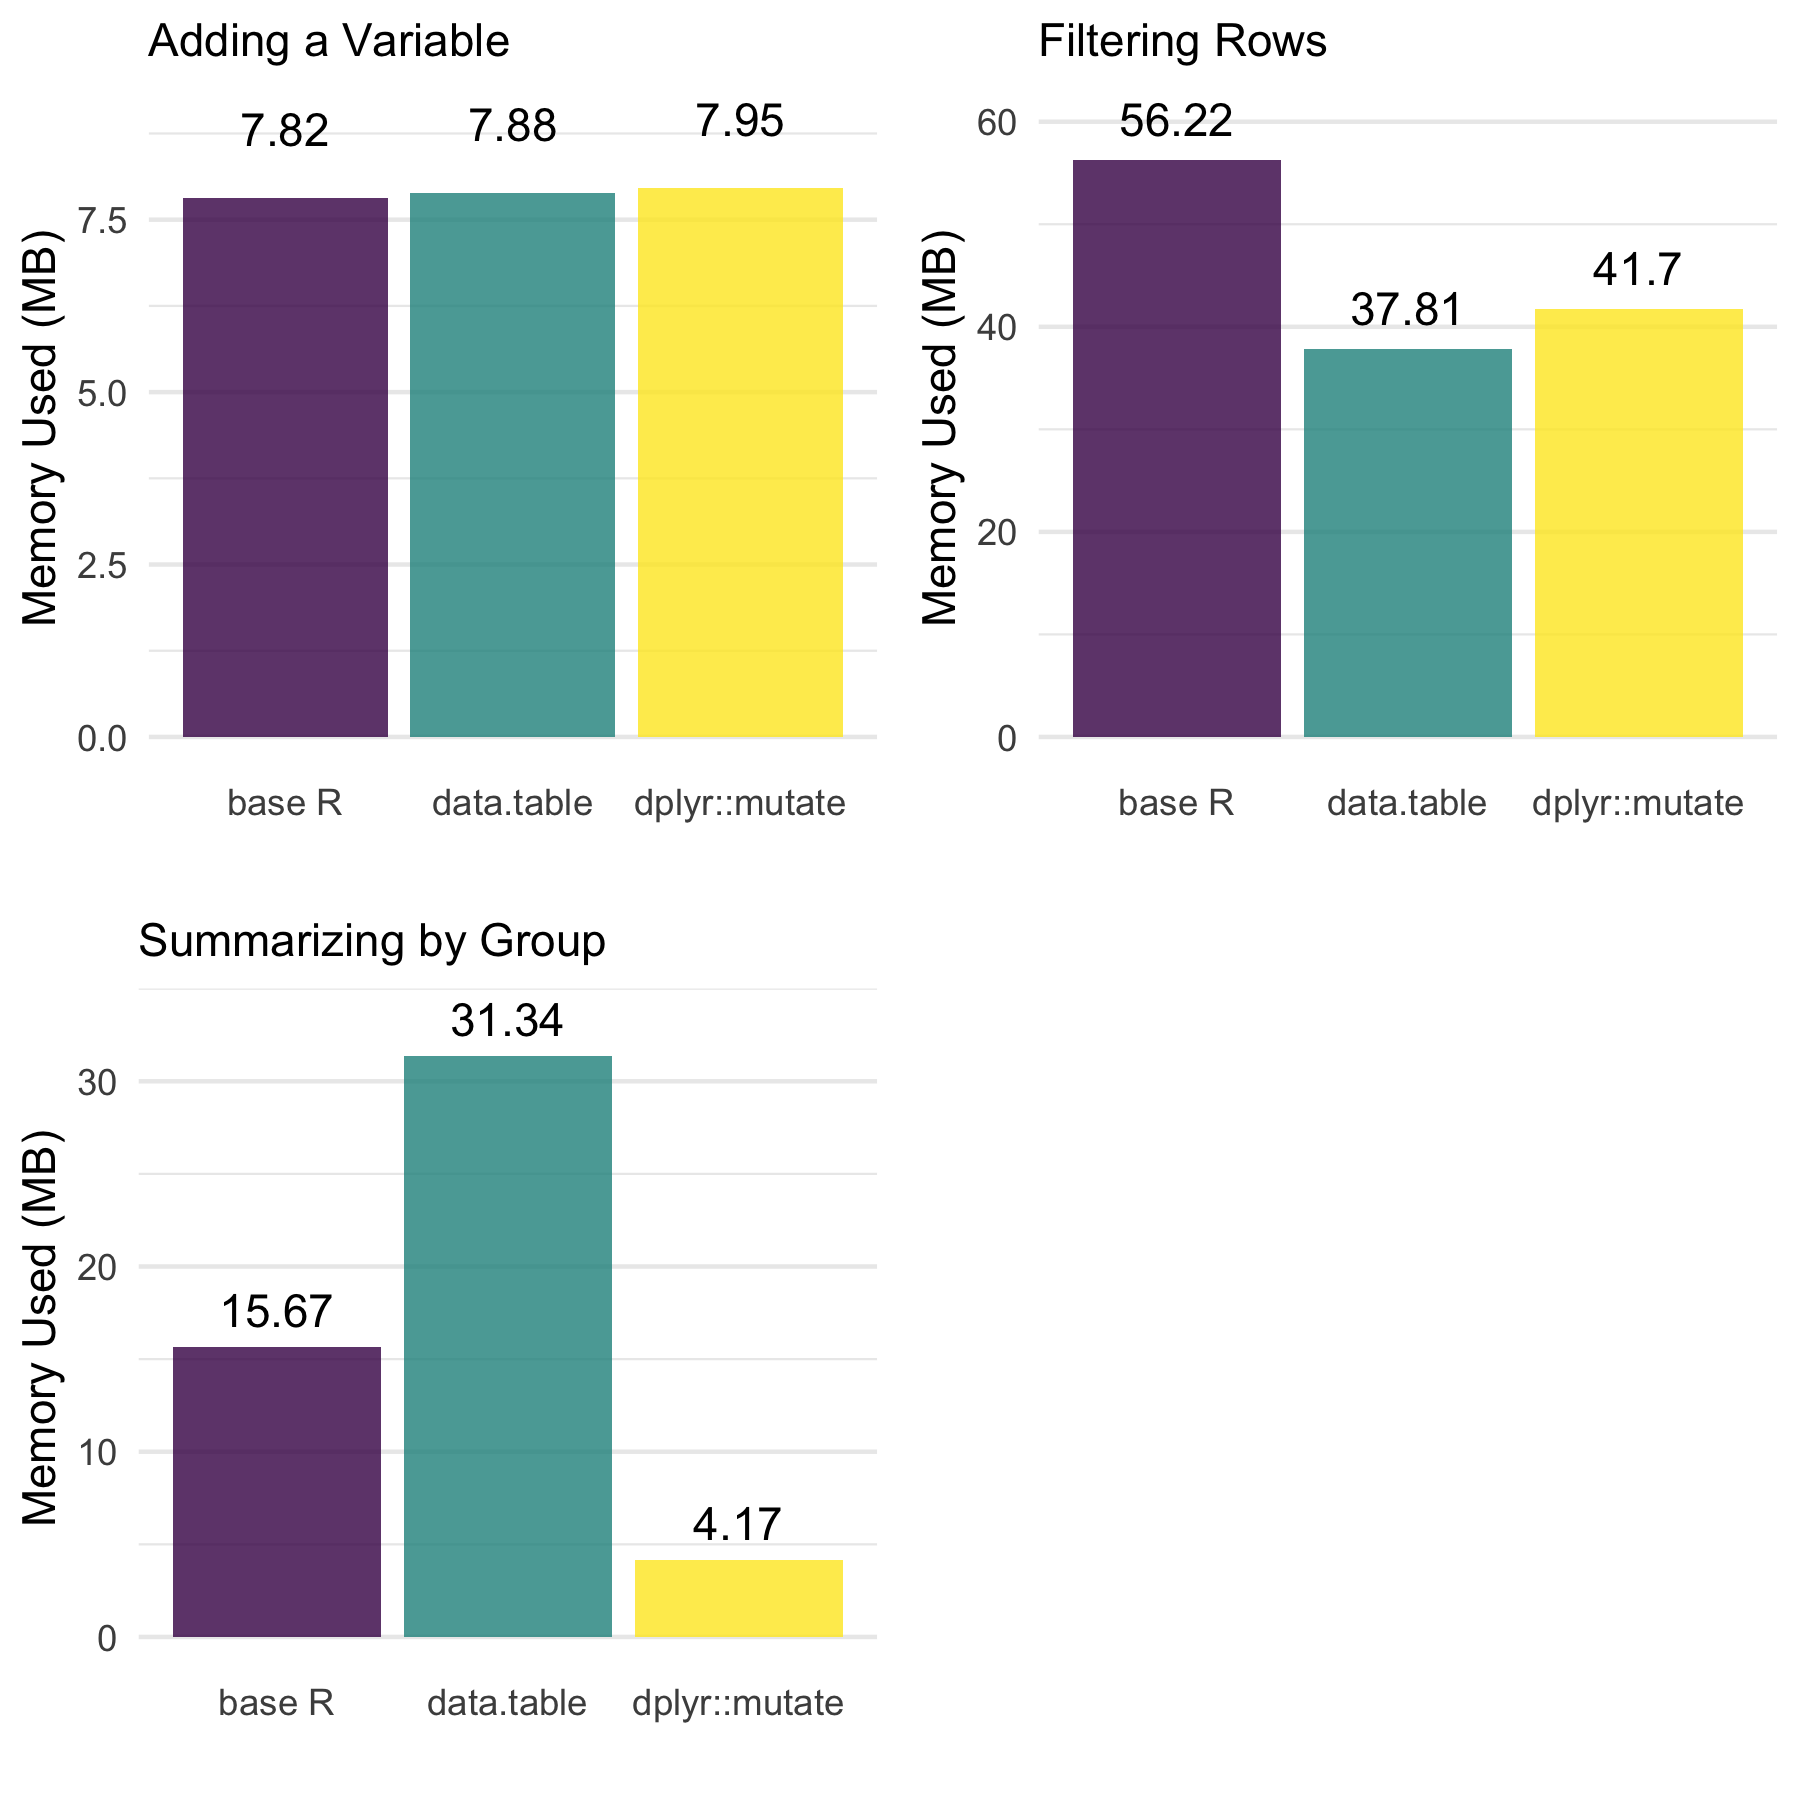 Adding a Variable
7.82
7.88
7.95
7.5
5.0
2.5
0.0
Memory Used (MB)
base R
data.table
dplyr::mutate
Filtering Rows
56.22
37.81
41.7
60
40
20
0
Memory Used (MB)
base R
data.table
dplyr::mutate
Summarizing by Group
31.34
15.67
4.17
30
20
10
0
Memory Used (MB)
base R
data.table
dplyr::mutate